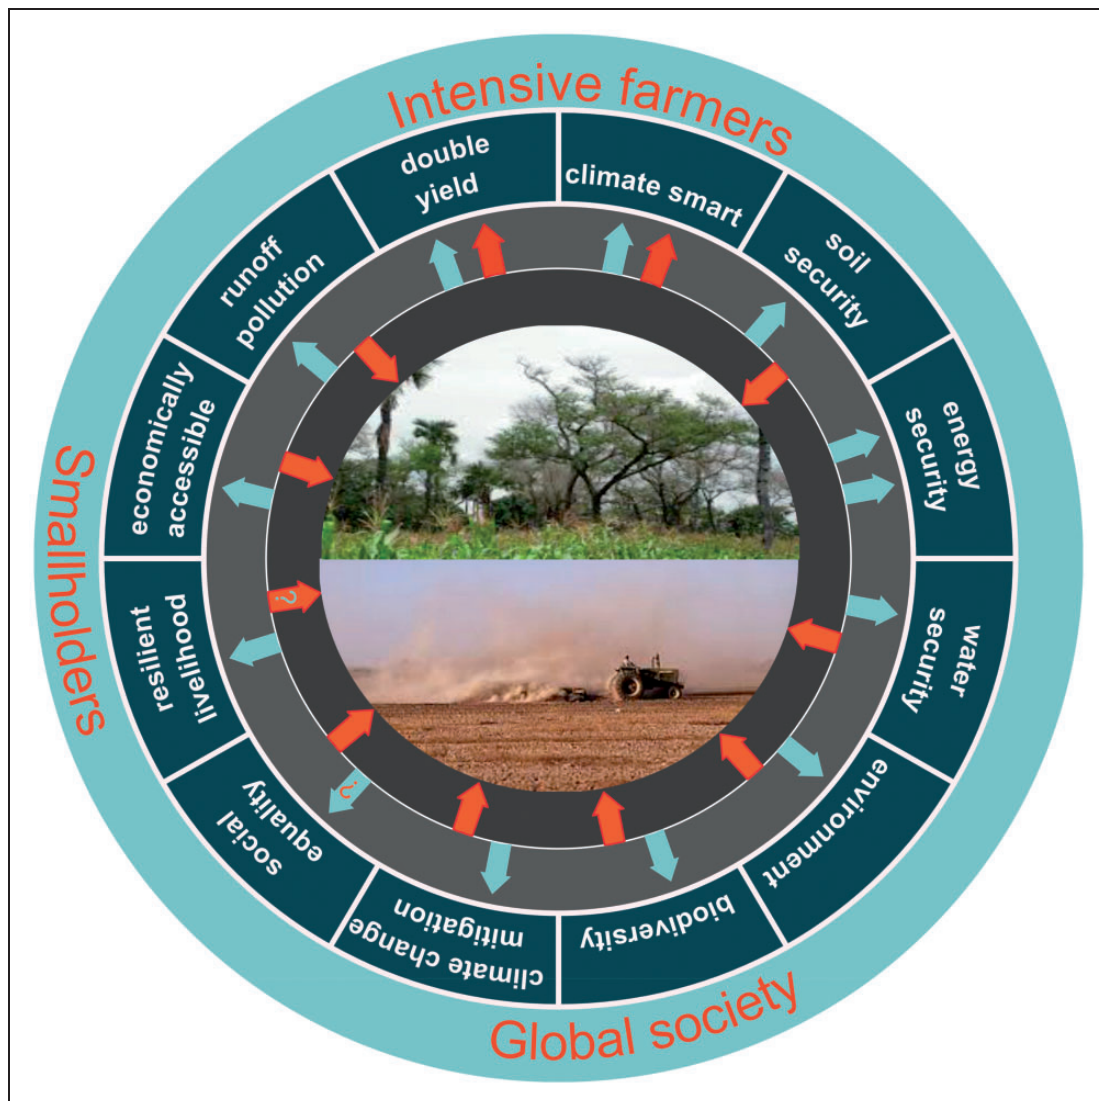 Intensive farmers
double
yield
climate smart
soil
security
energy
security
water
security
environment
biodiversity
climate change
mitigation
social
equality
resilient
livelihood
economically
accessible
runoff
pollution
Smallholders
Global society
?
?